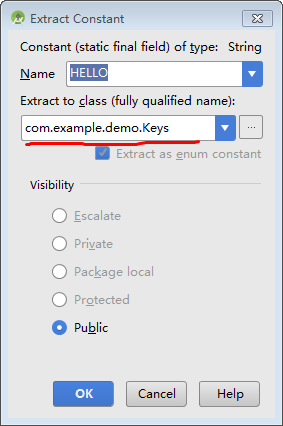 Extract Constant
Constant (static final field) of type: String
Name HELLO
Extract to class (fully qualified name):
com.example.demo.Keys ...
Extract as enum constant
Visibility
Escalate
Private
Package local
Protected
Public
OK Cancel Help